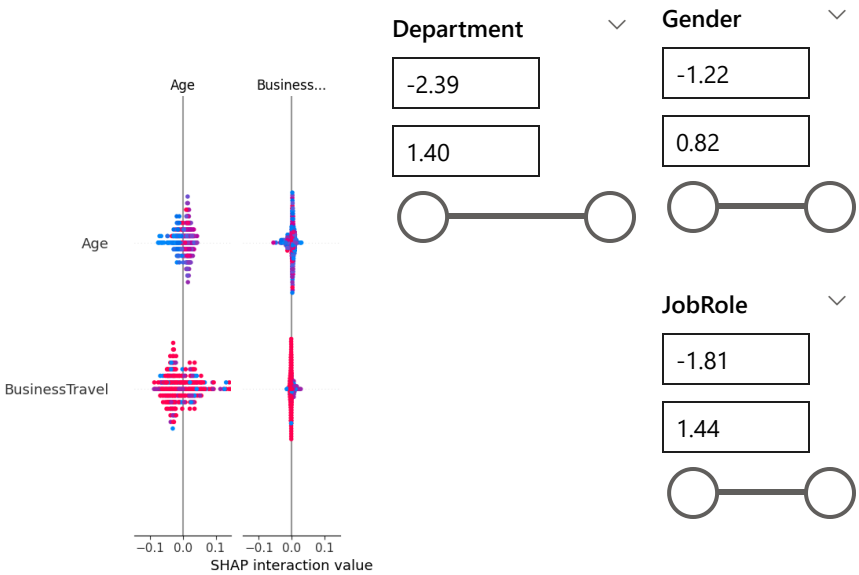 Age
Business...
Age
BusinessTravel
−0.1 0.0 0.1
−0.1 0.0 0.1
SHAP interaction value
Department
-2.39
1.40
Gender
-1.22
0.82
JobRole
-1.81
1.44